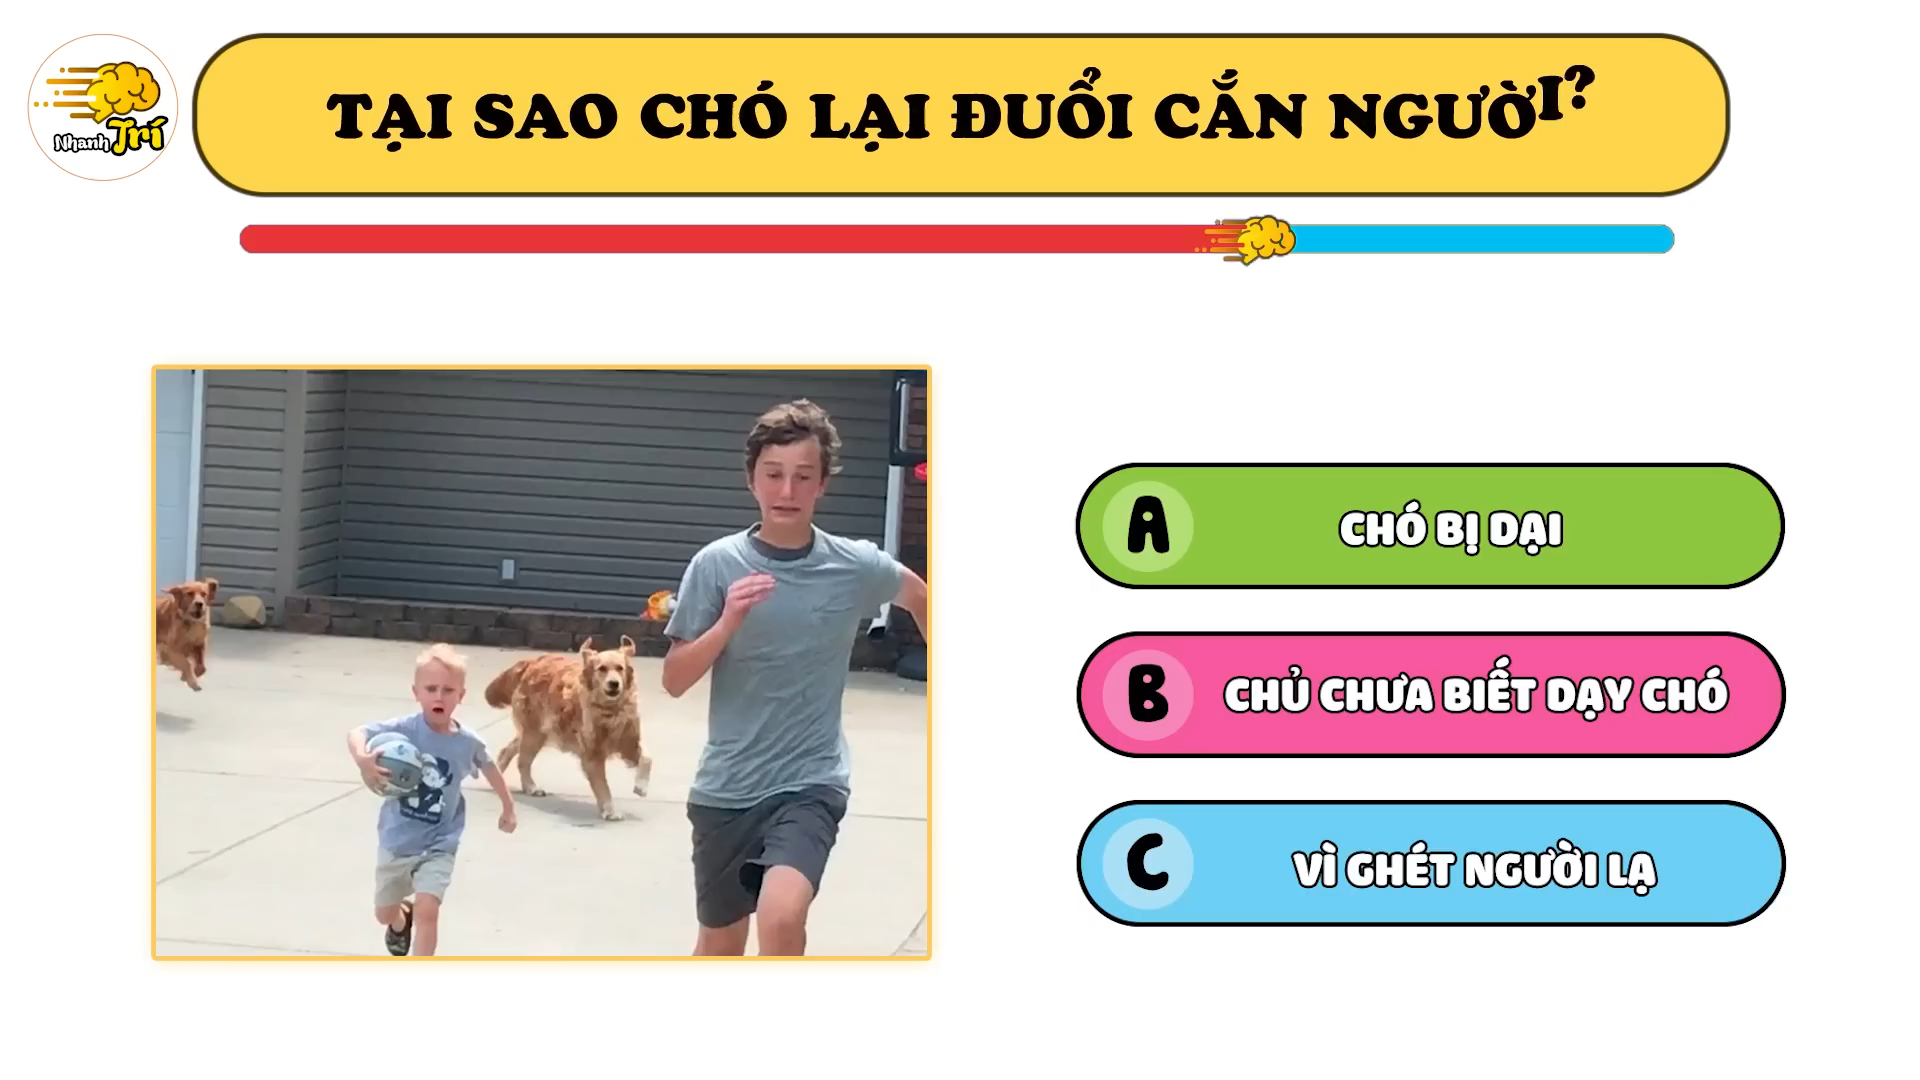 Nhanh Trí
TẠI SAO CHÓ LẠI ĐUỔI CẮN NGƯỜI?
A CHÓ BỊ DẠI
B CHỦ CHƯA BIẾT DẠY CHÓ
C VÌ GHÉT NGƯỜI LẠ